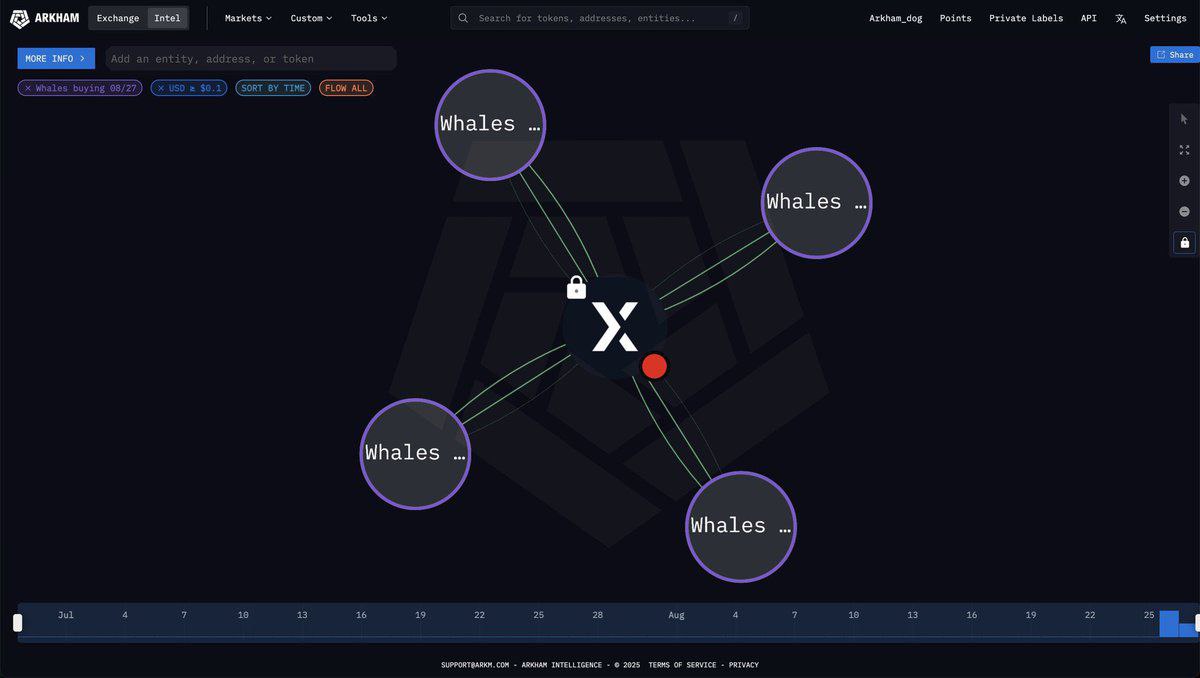 ARKHAM Exchange Intel Markets Custom Tools Search for tokens, addresses, entities... / Arkham_dog Points Private Labels API Settings
MORE INFO > Add an entity, address, or token Share
× Whales buying 08/27 × USD ≥ $0.1 SORT BY TIME FLOW ALL
Whales …
Whales …
Whales …
Whales …
Jul 4 7 10 13 16 19 22 25 28 Aug 4 7 10 13 16 19 22 25
SUPPORT@ARKM.COM - ARKHAM INTELLIGENCE - © 2025 TERMS OF SERVICE - PRIVACY